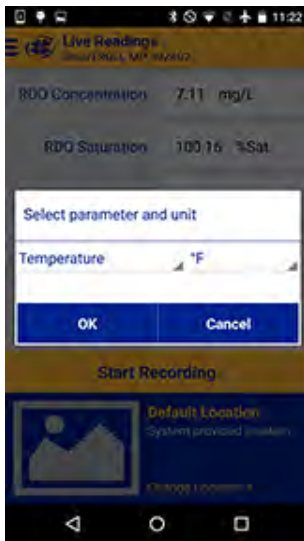 11:22
Live Readings
RDO Concentration 7.11 mg/L
RDO Saturation 100.16 %Sat
Select parameter and unit
Temperature °F
OK Cancel
Start Recording
Default Location
System provided location
Change Location